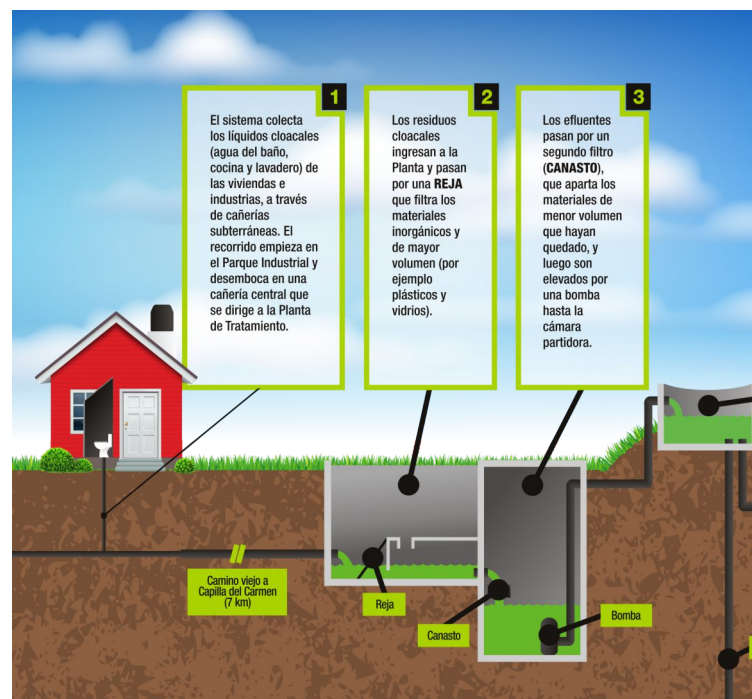 1
El sistema colecta
los líquidos cloacales
(agua del baño,
cocina y lavadero) de
las viviendas e
industrias, a través
de cañerías
subterráneas. El
recorrido empieza en
el Parque Industrial y
desemboca en una
cañería central que
se dirige a la Planta
de Tratamiento.
2
Los residuos
cloacales
ingresan a la
Planta y pasan
por una REJA
que filtra los
materiales
inorgánicos y
de mayor
volumen (por
ejemplo
plásticos y
vidrios).
3
Los efluentes
pasan por un
segundo filtro
(CANASTO),
que aparta los
materiales de
menor volumen
que hayan
quedado, y
luego son
elevados por
una bomba
hasta la
cámara
partidora.
Camino viejo a
Capilla del Carmen
(7 km)
Reja
Canasto
Bomba